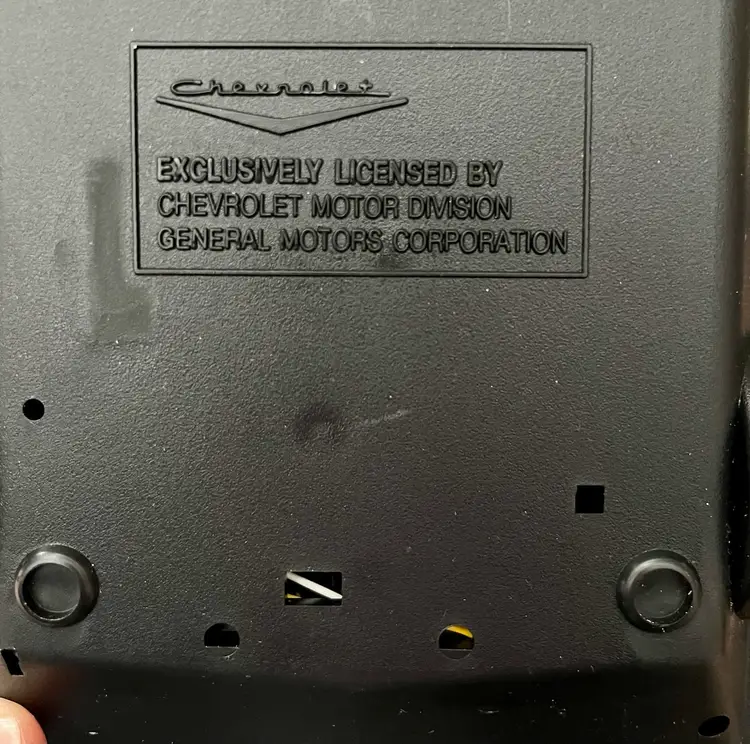 Chevrolet
EXCLUSIVELY LICENSED BY
CHEVROLET MOTOR DIVISION
GENERAL MOTORS CORPORATION